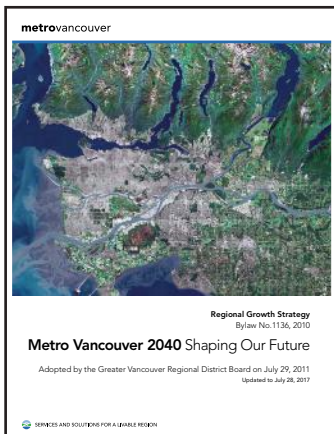 metrovancouver
Regional Growth Strategy
Bylaw No.1136, 2010
Metro Vancouver 2040 Shaping Our Future
Adopted by the Greater Vancouver Regional District Board on July 29, 2011
Updated to July 28, 2017
SERVICES AND SOLUTIONS FOR A LIVABLE REGION